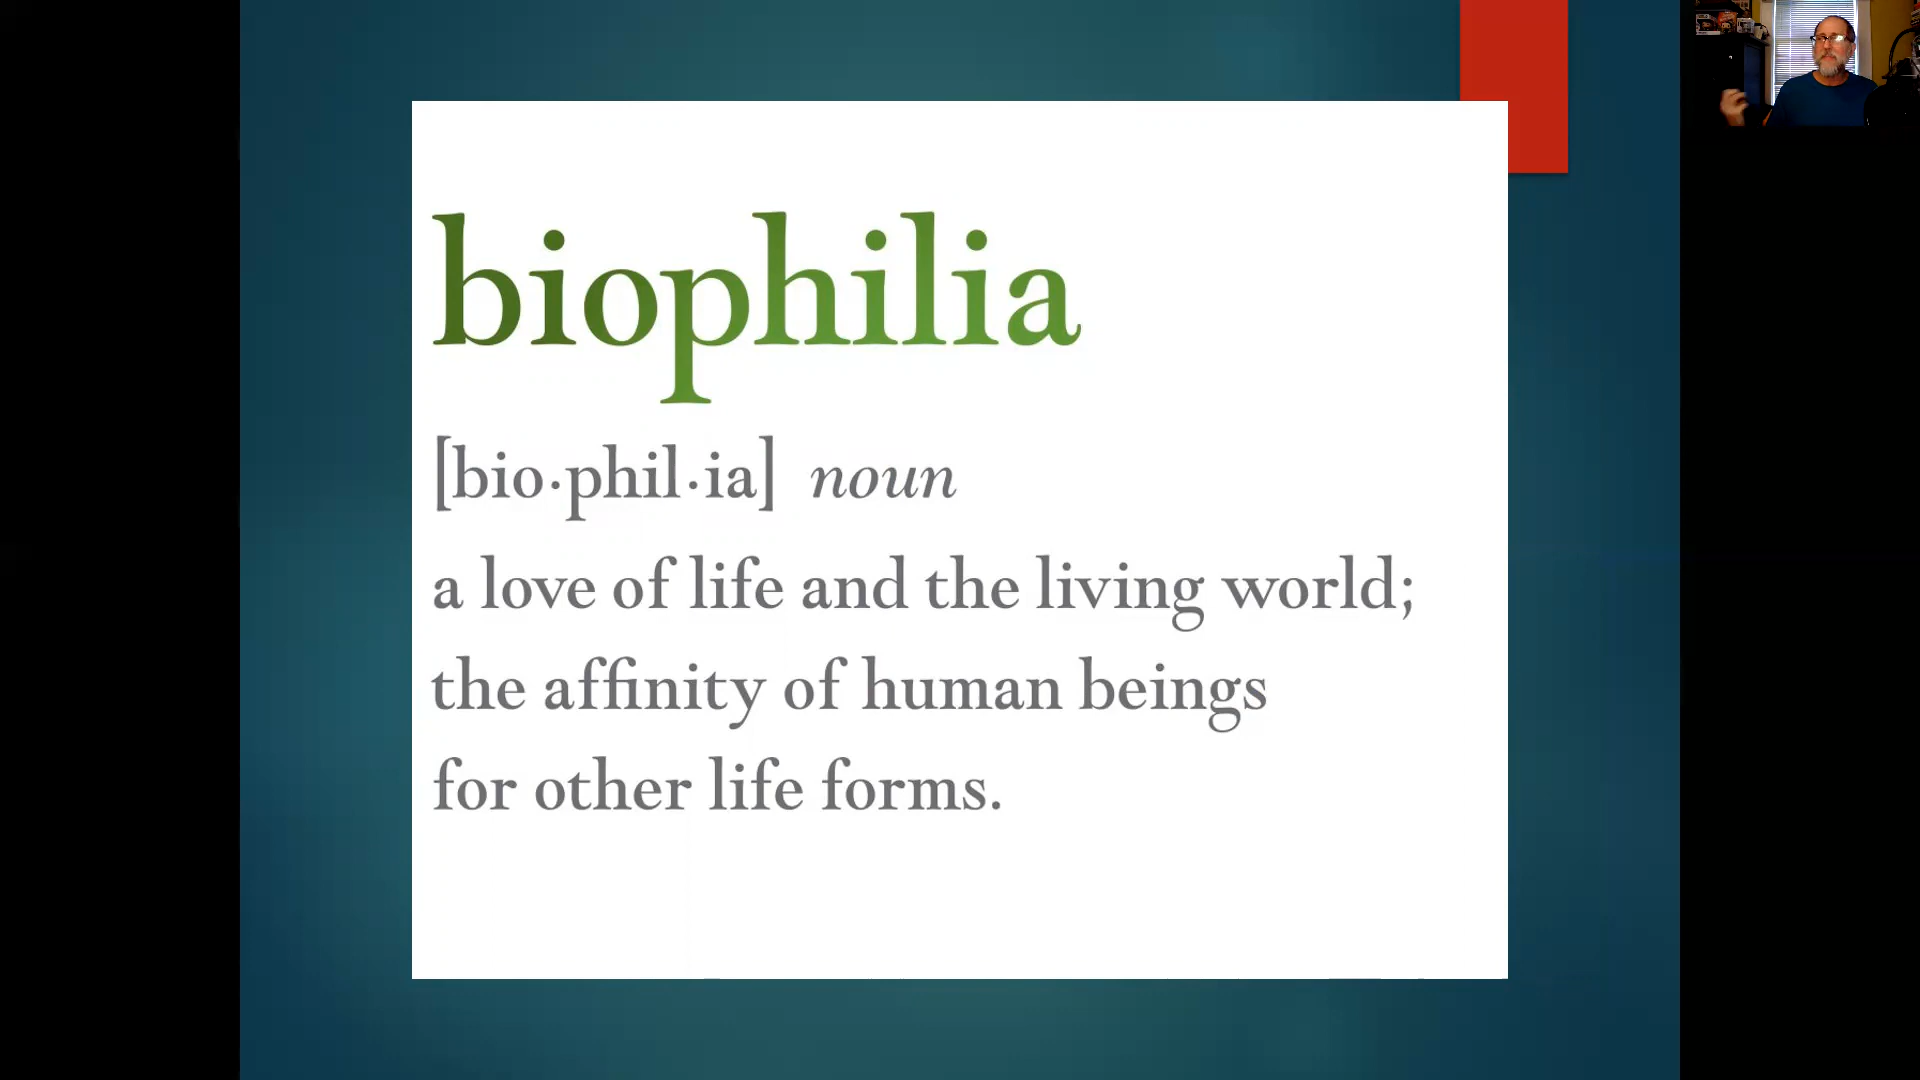 biophilia
[bio·phil·ia] noun
a love of life and the living world;
the affinity of human beings
for other life forms.